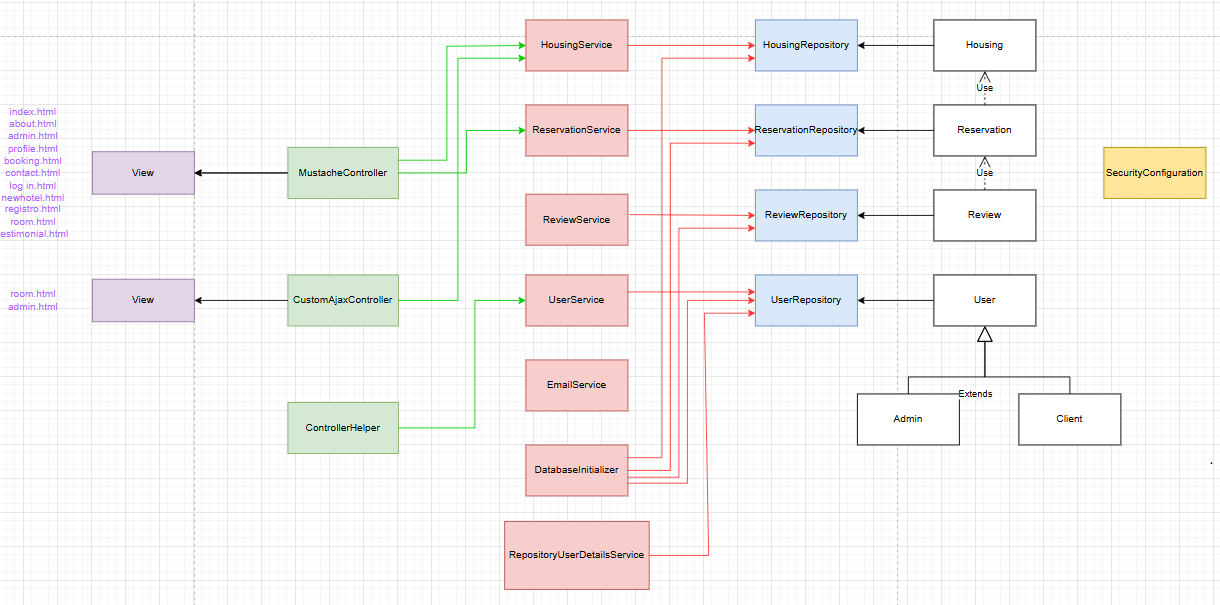 HousingService
HousingRepository
Housing
Use
index.html
about.html
admin.html
profile.html
booking.html
contact.html
log in.html
newhotel.html
registro.html
room.html
estimonial.html
View
MustacheController
ReservationService
ReservationRepository
Reservation
Use
SecurityConfiguration
ReviewService
ReviewRepository
Review
room.html
admin.html
View
CustomAjaxController
UserService
UserRepository
User
EmailService
Extends
Admin
Client
ControllerHelper
DatabaseInitializer
RepositoryUserDetailsService